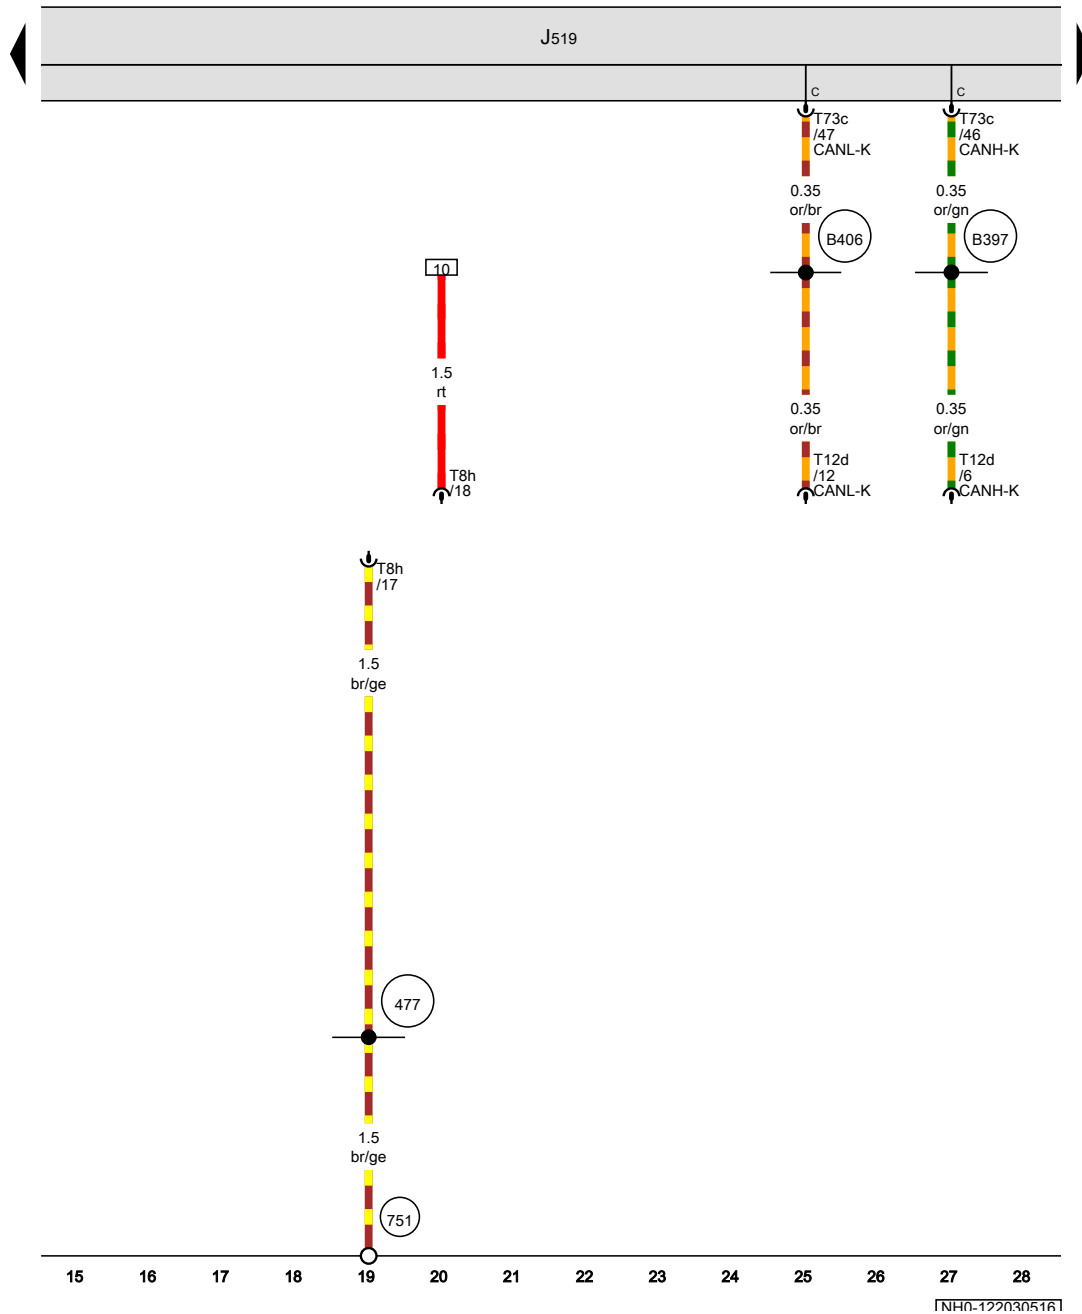 J519
C
C
T73c
/47
CANL-K
T73c
/46
CANH-K
0.35
or/br
0.35
or/gn
B406
B397
10
1.5
rt
0.35
or/br
0.35
or/gn
T8h
/18
T12d
/12
CANL-K
T12d
/6
CANH-K
T8h
/17
1.5
br/ge
477
1.5
br/ge
751
15 16 17 18 19 20 21 22 23 24 25 26 27 28
NH0-122030516